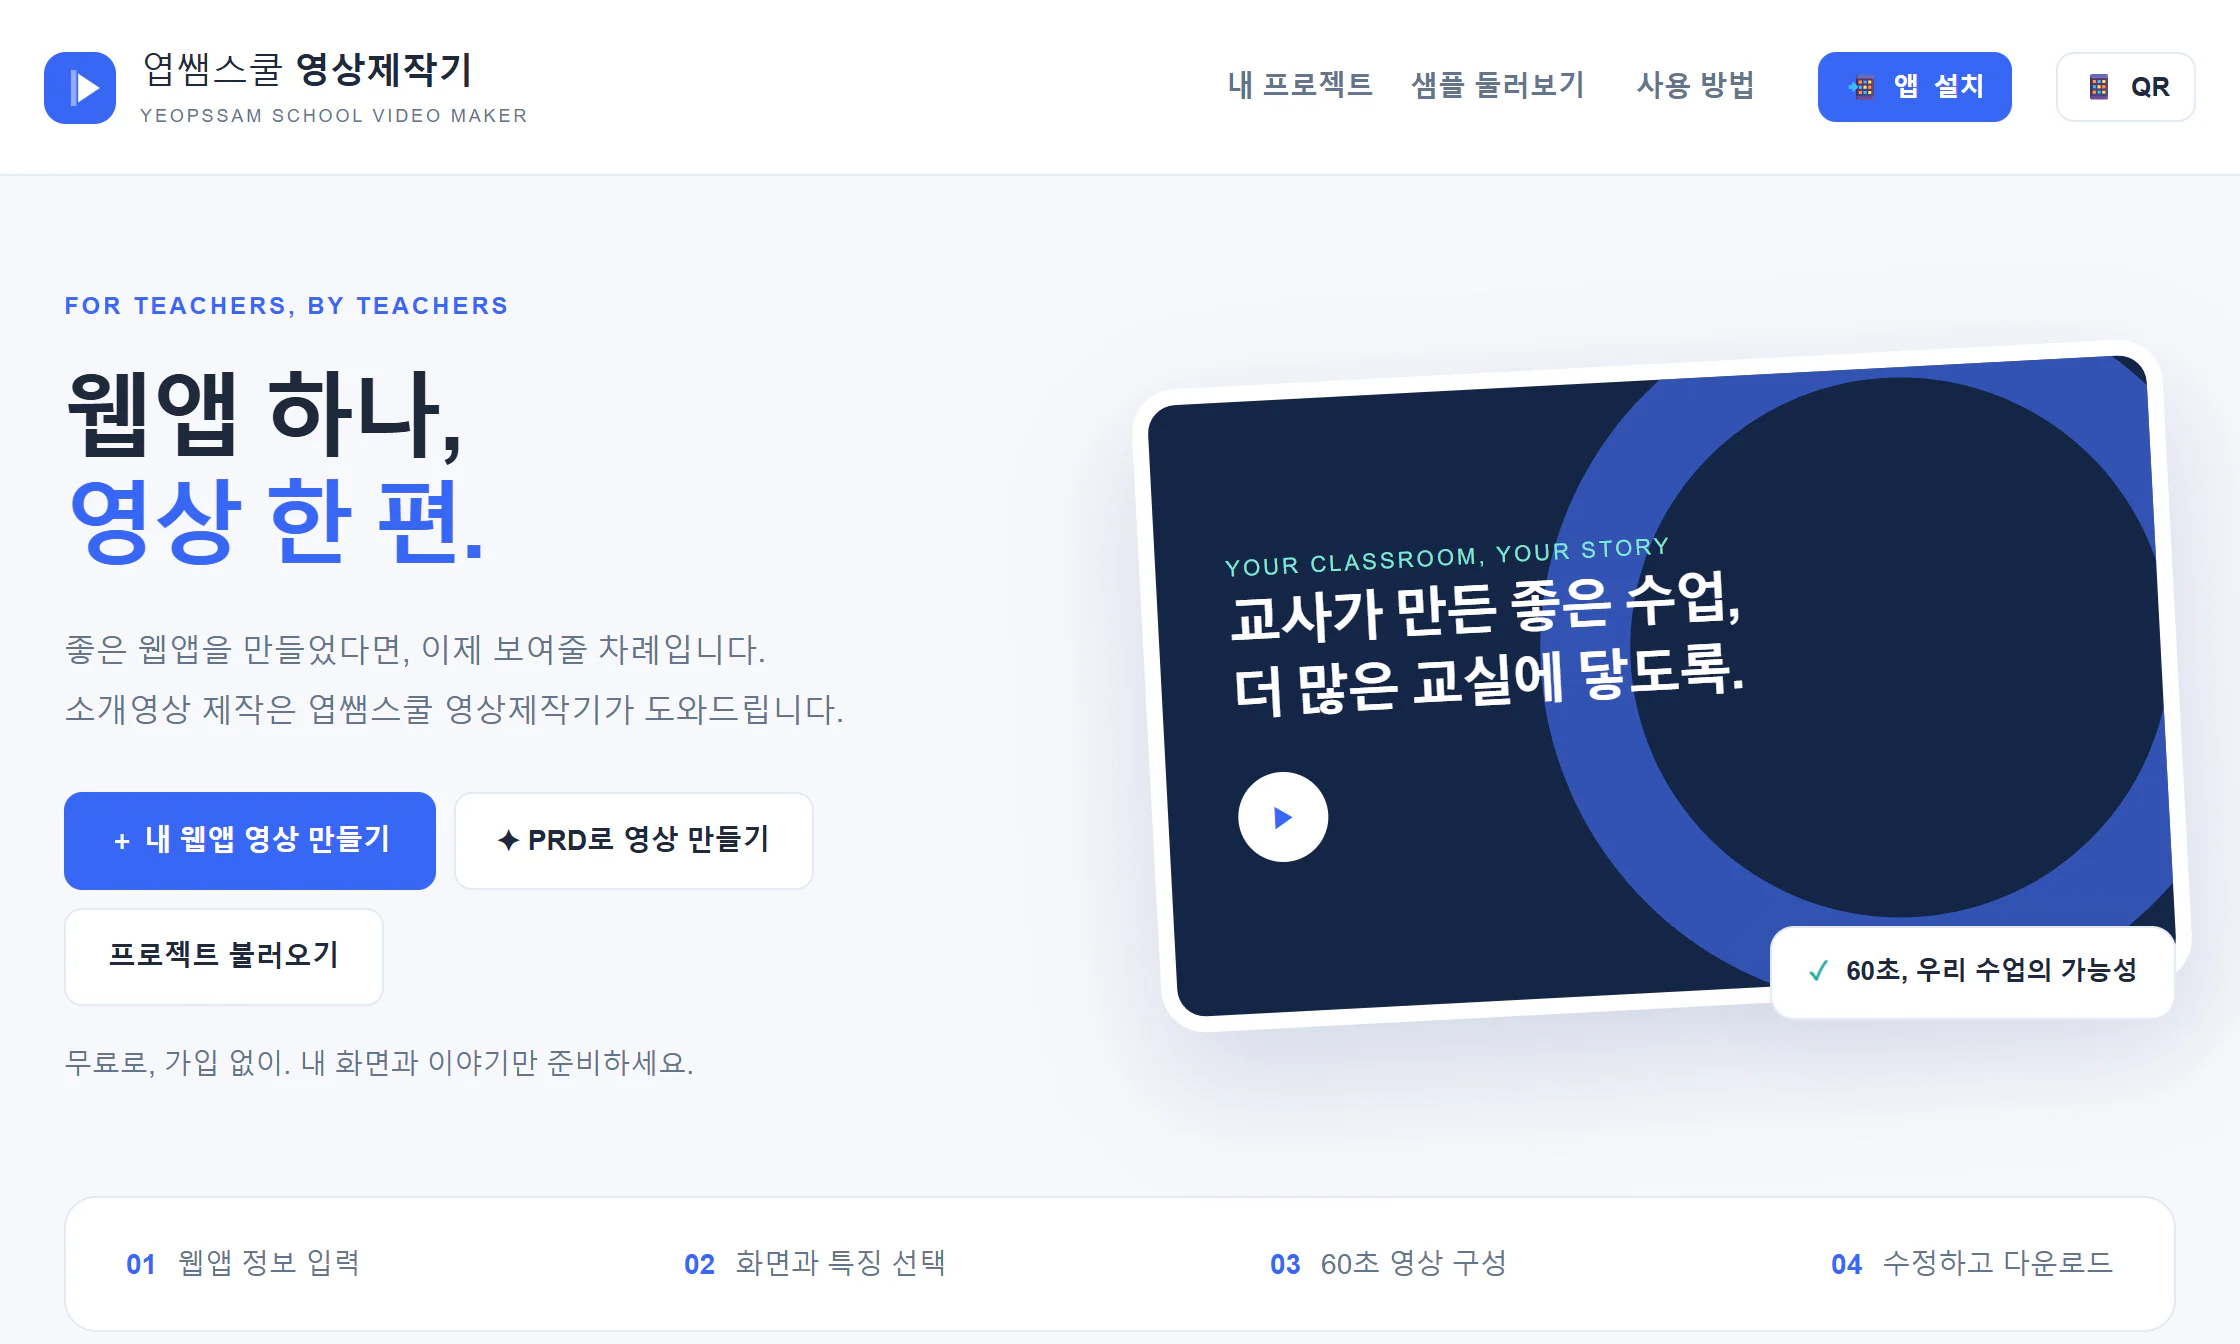 엽쌤스쿨 영상제작기
YEOPSSAM SCHOOL VIDEO MAKER
내 프로젝트
샘플 둘러보기
사용 방법
앱 설치
QR
FOR TEACHERS, BY TEACHERS
웹앱 하나,
영상 한 편.
좋은 웹앱을 만들었다면, 이제 보여줄 차례입니다.
소개영상 제작은 엽쌤스쿨 영상제작기가 도와드립니다.
+ 내 웹앱 영상 만들기
✦ PRD로 영상 만들기
프로젝트 불러오기
무료로, 가입 없이. 내 화면과 이야기만 준비하세요.
YOUR CLASSROOM, YOUR STORY
교사가 만든 좋은 수업,
더 많은 교실에 닿도록.
✓ 60초, 우리 수업의 가능성
01 웹앱 정보 입력
02 화면과 특징 선택
03 60초 영상 구성
04 수정하고 다운로드